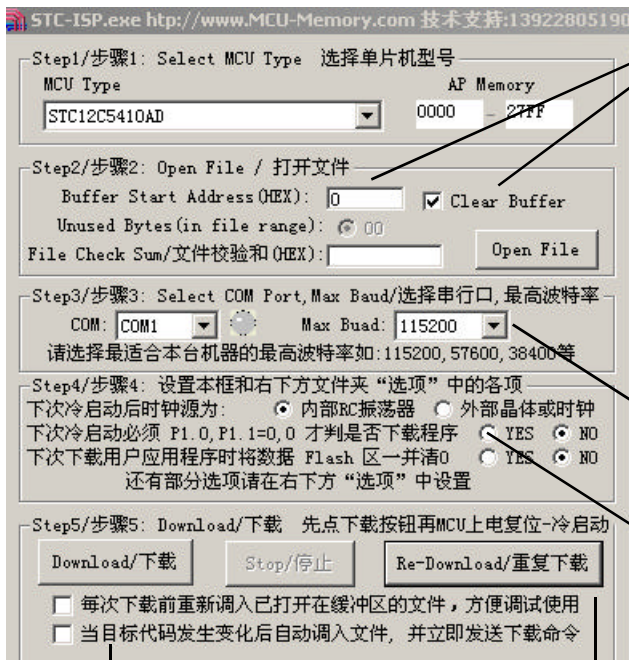 STC-ISP.exe http://www.MCU-Memory.com 技术支持:13922805190
Step1/步骤1: Select MCU Type 选择单片机型号
MCU Type AP Memory
STC12C5410AD 0000 - 27FF
Step2/步骤2: Open File / 打开文件
Buffer Start Address(HEX): 0 Clear Buffer
Unused Bytes(in file range): 00
File Check Sum/文件校验和(HEX): Open File
Step3/步骤3: Select COM Port,Max Baud/选择串行口,最高波特率
COM: COM1 Max Buad: 115200
请选择最适合本台机器的最高波特率如:115200,57600,38400等
Step4/步骤4: 设置本框和右下方文件夹“选项”中的各项
下次冷启动后时钟源为: 内部RC振荡器 外部晶体或时钟
下次冷启动必须 P1.0,P1.1=0,0 才判是否下载程序 YES NO
下次下载用户应用程序时将数据 Flash 区一并清0 YES NO
还有部分选项请在右下方“选项”中设置
Step5/步骤5: Download/下载 先点下载按钮再MCU上电复位-冷启动
Download/下载 Stop/停止 Re-Download/重复下载
每次下载前重新调入已打开在缓冲区的文件，方便调试使用
当目标代码发生变化后自动调入文件, 并立即发送下载命令